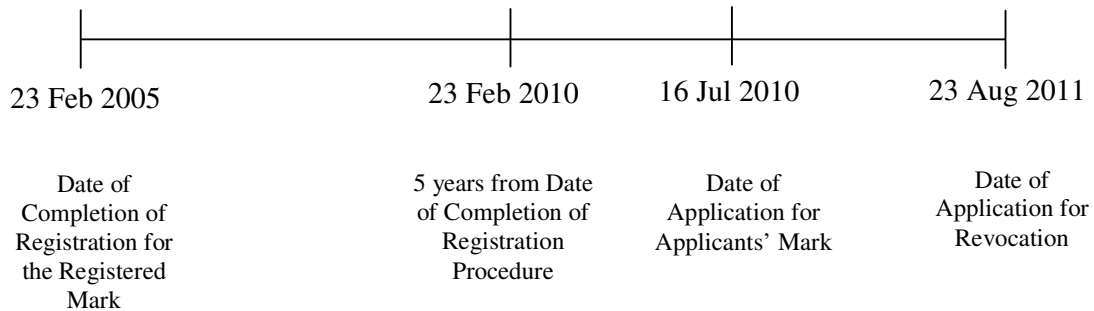 23 Feb 2005
23 Feb 2010
16 Jul 2010
23 Aug 2011
Date of
Completion of
Registration for
the Registered
Mark
5 years from Date
of Completion of
Registration
Procedure
Date of
Application for
Applicants' Mark
Date of
Application for
Revocation